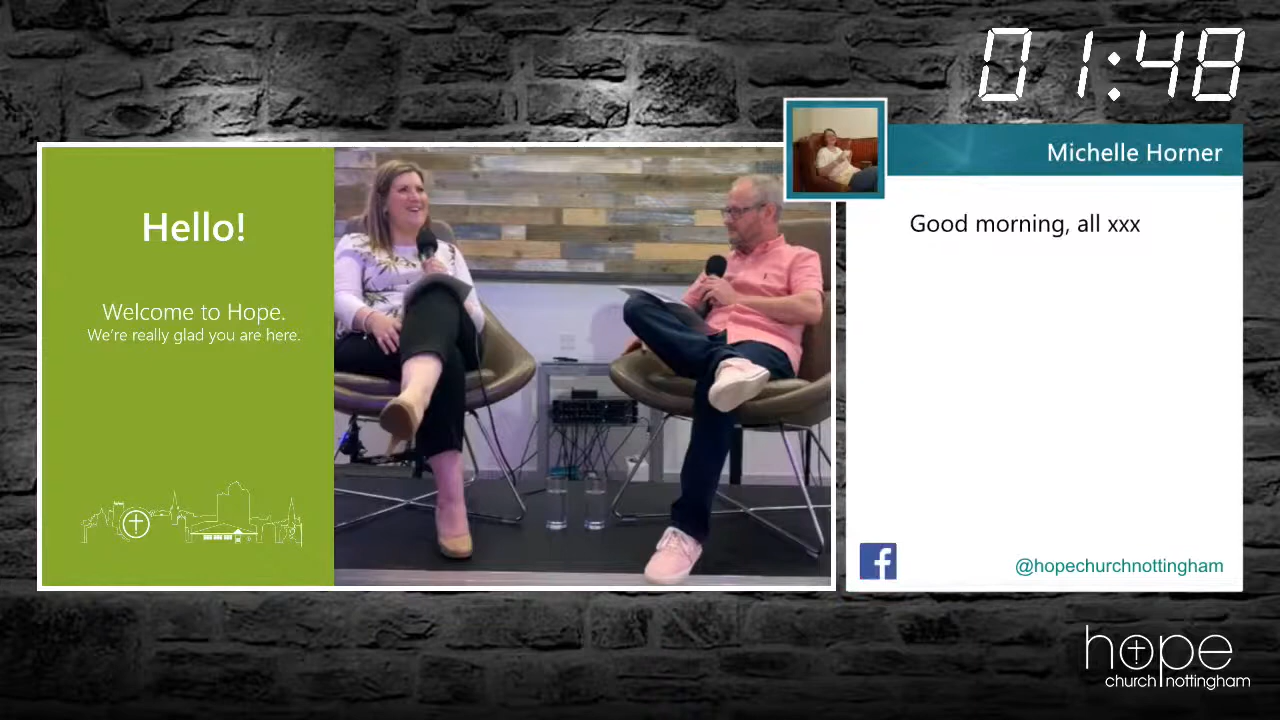 01:48
Michelle Horner
Hello!
Good morning, all xxx
Welcome to Hope.
We're really glad you are here.
@hopechurchnottingham
hope
church nottingham